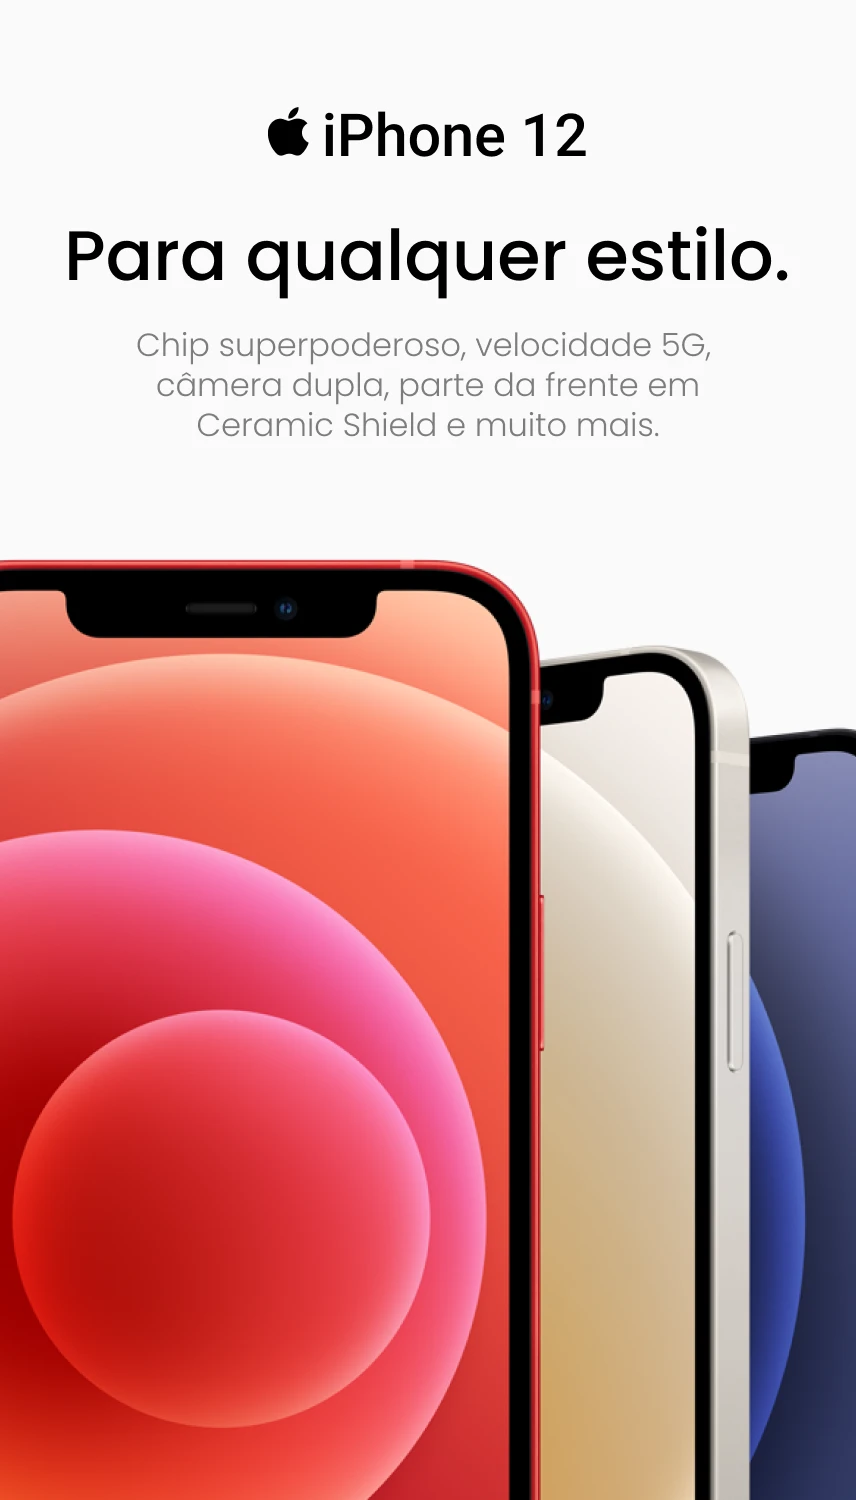 iPhone 12
Para qualquer estilo.
Chip superpoderoso, velocidade 5G,
câmera dupla, parte da frente em
Ceramic Shield e muito mais.